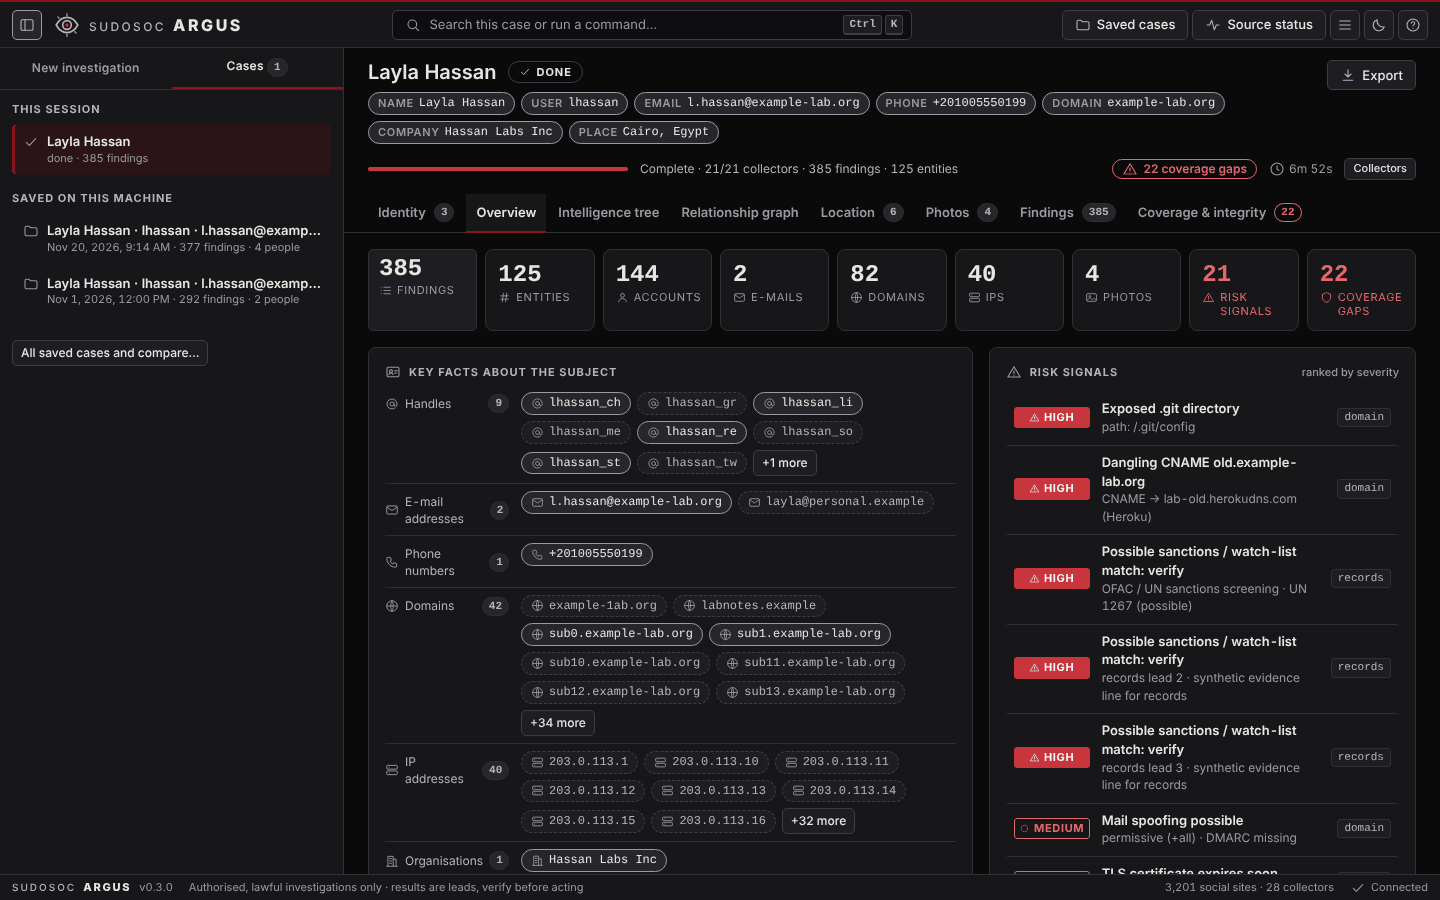 SUDOSOC ARGUS
Search this case or run a command...
Ctrl K
Saved cases
Source status
New investigation
Cases 1
THIS SESSION
Layla Hassan
done · 385 findings
SAVED ON THIS MACHINE
Layla Hassan · lhassan · l.hassan@examp...
Nov 20, 2026, 9:14 AM · 377 findings · 4 people
Layla Hassan · lhassan · l.hassan@examp...
Nov 1, 2026, 12:00 PM · 292 findings · 2 people
All saved cases and compare...
Layla Hassan
DONE
Export
NAME Layla Hassan
USER lhassan
EMAIL l.hassan@example-lab.org
PHONE +201005550199
DOMAIN example-lab.org
COMPANY Hassan Labs Inc
PLACE Cairo, Egypt
Complete · 21/21 collectors · 385 findings · 125 entities
22 coverage gaps
6m 52s
Collectors
Identity 3
Overview
Intelligence tree
Relationship graph
Location 6
Photos 4
Findings 385
Coverage & integrity 22
385
FINDINGS
125
ENTITIES
144
ACCOUNTS
2
E-MAILS
82
DOMAINS
40
IPS
4
PHOTOS
21
RISK
SIGNALS
22
COVERAGE
GAPS
KEY FACTS ABOUT THE SUBJECT
Handles 9
lhassan_ch
lhassan_gr
lhassan_li
lhassan_me
lhassan_re
lhassan_so
lhassan_st
lhassan_tw
+1 more
E-mail
addresses
2
l.hassan@example-lab.org
layla@personal.example
Phone
numbers
1
+201005550199
Domains 42
example-1ab.org
labnotes.example
sub0.example-lab.org
sub1.example-lab.org
sub10.example-lab.org
sub11.example-lab.org
sub12.example-lab.org
sub13.example-lab.org
+34 more
IP
addresses
40
203.0.113.1
203.0.113.10
203.0.113.11
203.0.113.12
203.0.113.13
203.0.113.14
203.0.113.15
203.0.113.16
+32 more
Organisations 1
Hassan Labs Inc
RISK SIGNALS
ranked by severity
HIGH
Exposed .git directory
path: /.git/config
domain
HIGH
Dangling CNAME old.example-
lab.org
CNAME → lab-old.herokudns.com
(Heroku)
domain
HIGH
Possible sanctions / watch-list
match: verify
OFAC / UN sanctions screening · UN
1267 (possible)
records
HIGH
Possible sanctions / watch-list
match: verify
records lead 2 · synthetic evidence
line for records
records
HIGH
Possible sanctions / watch-list
match: verify
records lead 3 · synthetic evidence
line for records
records
MEDIUM
Mail spoofing possible
permissive (+all) · DMARC missing
domain
TLS certificate expires soon
SUDOSOC ARGUS v0.3.0
Authorised, lawful investigations only · results are leads, verify before acting
3,201 social sites · 28 collectors
Connected